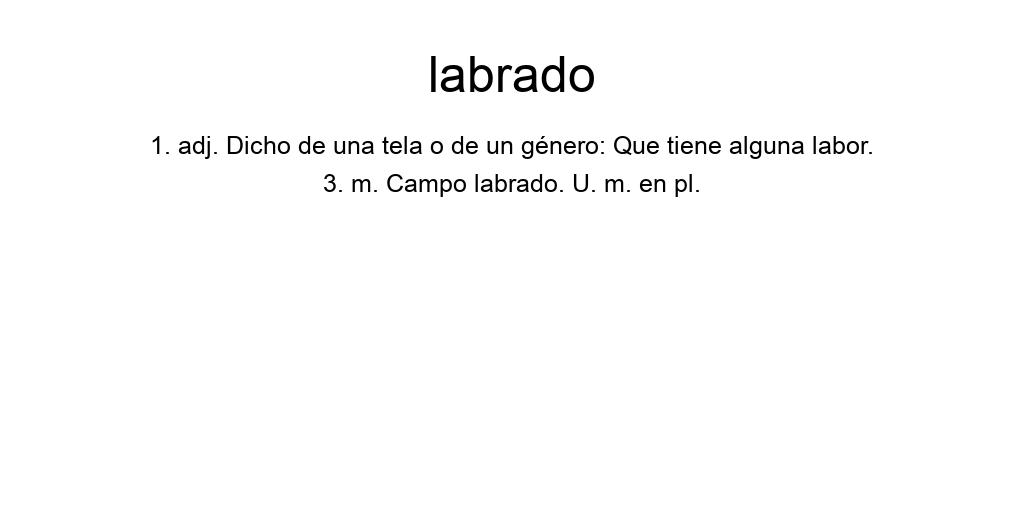 labrado
1. adj. Dicho de una tela o de un género: Que tiene alguna labor.
3. m. Campo labrado. U. m. en pl.